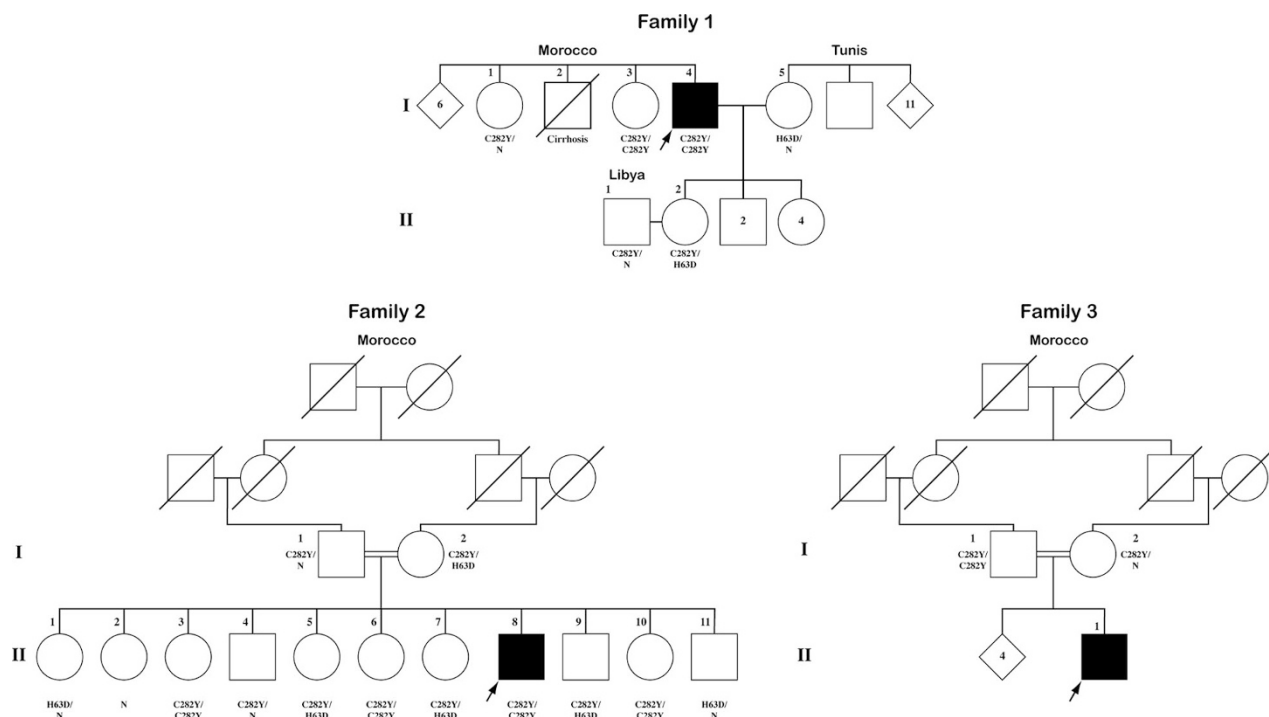 Family 1
Morocco Tunis
1 2 3 4 5
I 6 11
C282Y/ Cirrhosis C282Y/ C282Y/ H63D/
N C282Y C282Y N
Libya
1 2
II 2 4
C282Y/ C282Y/
N H63D
Family 2 Family 3
Morocco Morocco
1 2 1 2
I C282Y/ C282Y/ I C282Y/ C282Y/
N H63D C282Y N
1 2 3 4 5 6 7 8 9 10 11 1
II II 4
H63D/ N C282Y/ C282Y/ C282Y/ C282Y/ C282Y/ C282Y/ C282Y/ C282Y/ H63D/
N C282Y N H63D C282Y H63D C282Y H63D C282Y N